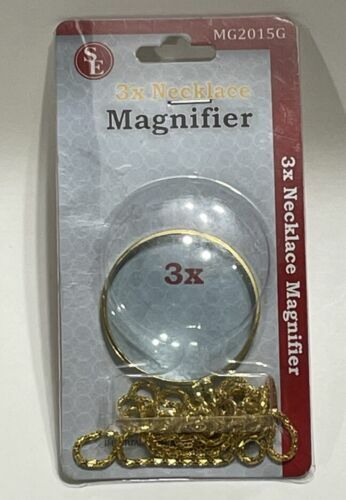 MG2015G
SE
3x Necklace
Magnifier
3x
3x Necklace Magnifier